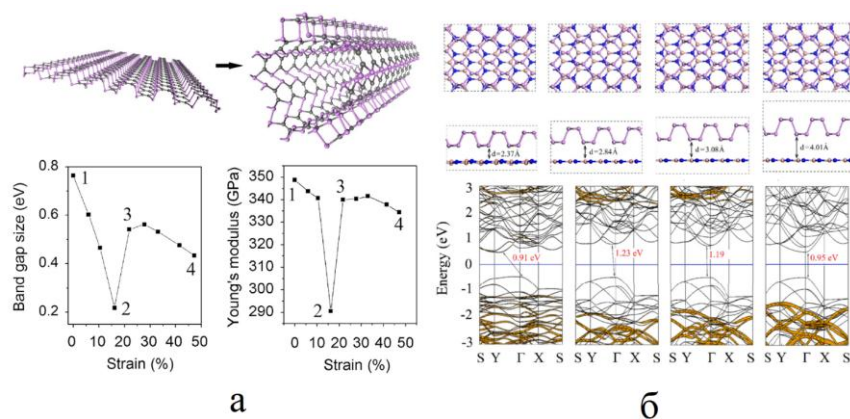 d = 2.37Å
d = 2.84Å
d = 3.08Å
d = 4.01Å
Band gap size (eV)
0.8
0.6
0.4
0.2
1
2
3
4
0 10 20 30 40 50
Strain (%)
Young's modulus (GPa)
350
340
330
320
310
300
290
1
2
3
4
0 10 20 30 40 50
Strain (%)
Energy (eV)
3
2
1
0
-1
-2
-3
0.91 eV
1.23 eV
1.19
0.95 eV
S Y Γ X S
S Y Γ X S
S Y Γ X S
S Y Γ X S
а
б